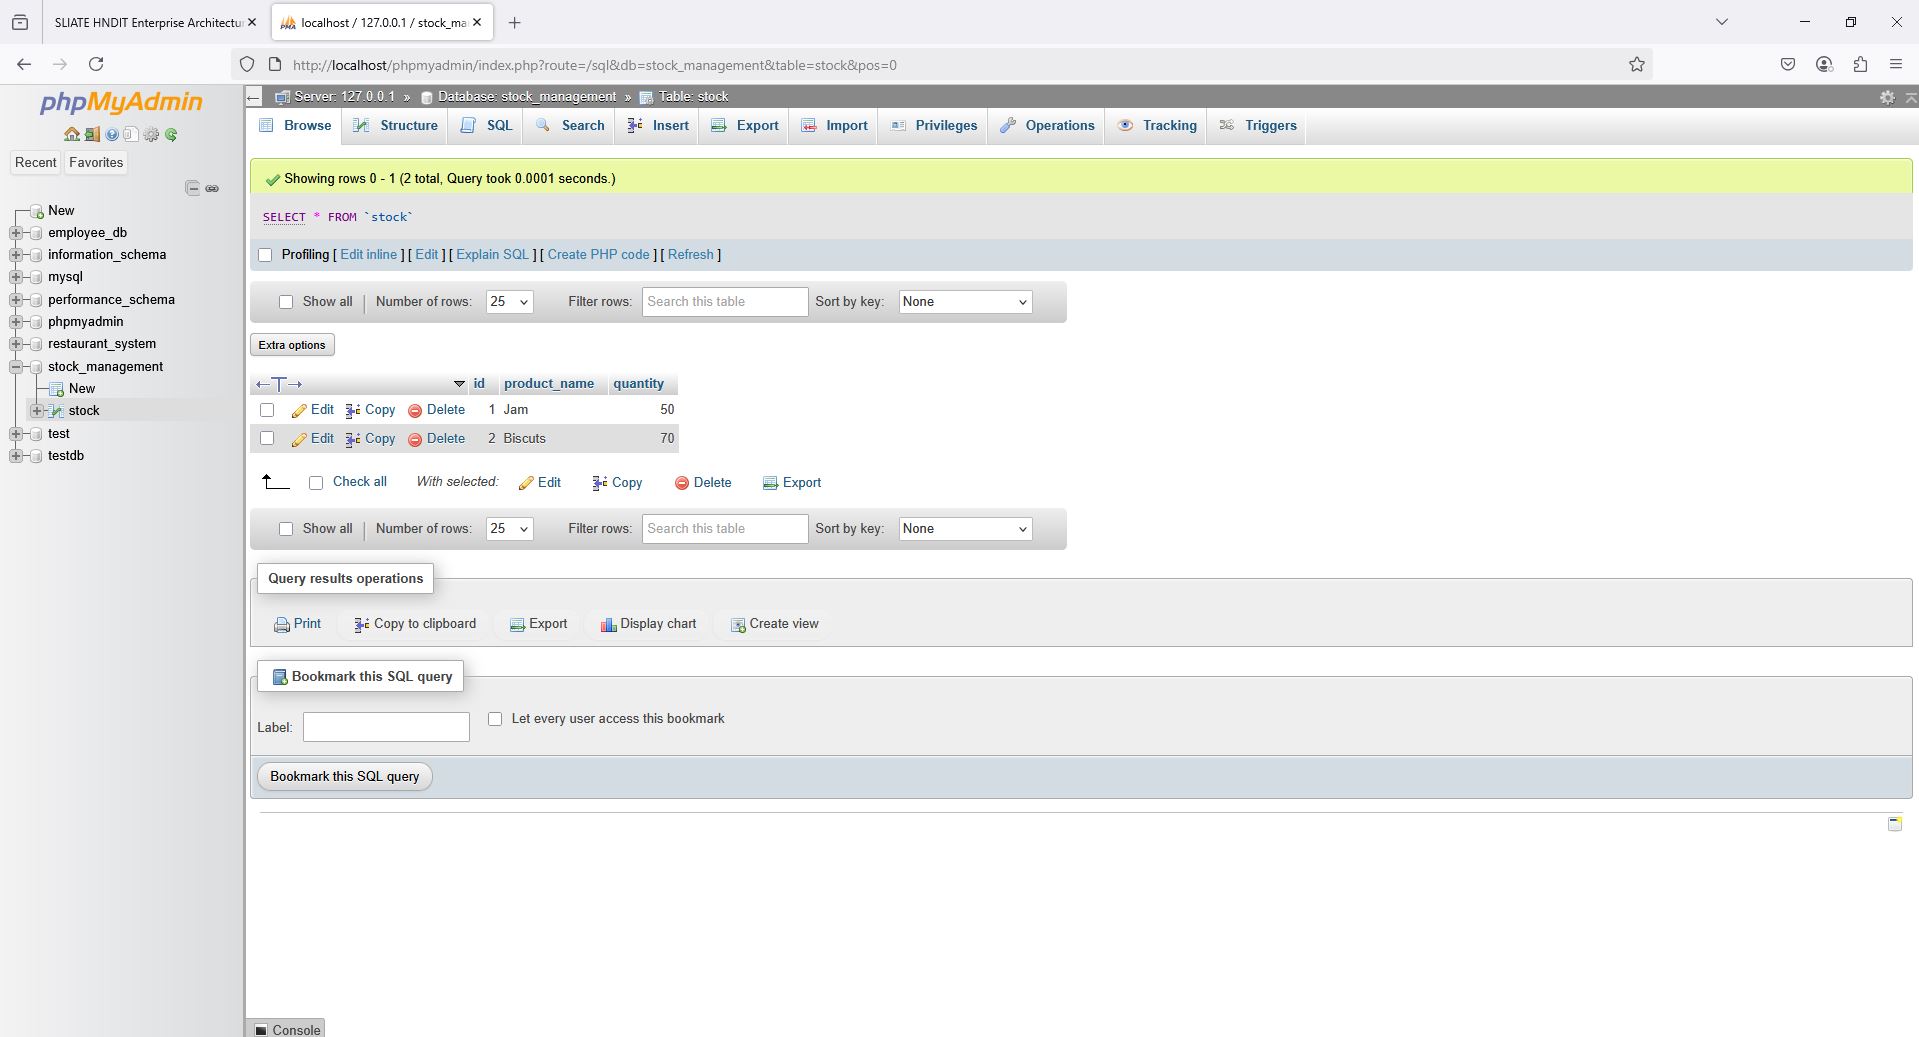 SLIATE HNDIT Enterprise Architectur
localhost / 127.0.0.1 / stock_ma
http://localhost/phpmyadmin/index.php?route=/sql&db=stock_management&table=stock&pos=0
phpMyAdmin
Recent Favorites
New
employee_db
information_schema
mysql
performance_schema
phpmyadmin
restaurant_system
stock_management
New
stock
test
testdb
Server: 127.0.0.1 » Database: stock_management » Table: stock
Browse Structure SQL Search Insert Export Import Privileges Operations Tracking Triggers
Showing rows 0 - 1 (2 total, Query took 0.0001 seconds.)
SELECT * FROM `stock`
Profiling [ Edit inline ] [ Edit ] [ Explain SQL ] [ Create PHP code ] [ Refresh ]
Show all Number of rows: 25 Filter rows: Search this table Sort by key: None
Extra options
id product_name quantity
Edit Copy Delete 1 Jam 50
Edit Copy Delete 2 Biscuts 70
Check all With selected: Edit Copy Delete Export
Show all Number of rows: 25 Filter rows: Search this table Sort by key: None
Query results operations
Print Copy to clipboard Export Display chart Create view
Bookmark this SQL query
Label: Let every user access this bookmark
Bookmark this SQL query
Console